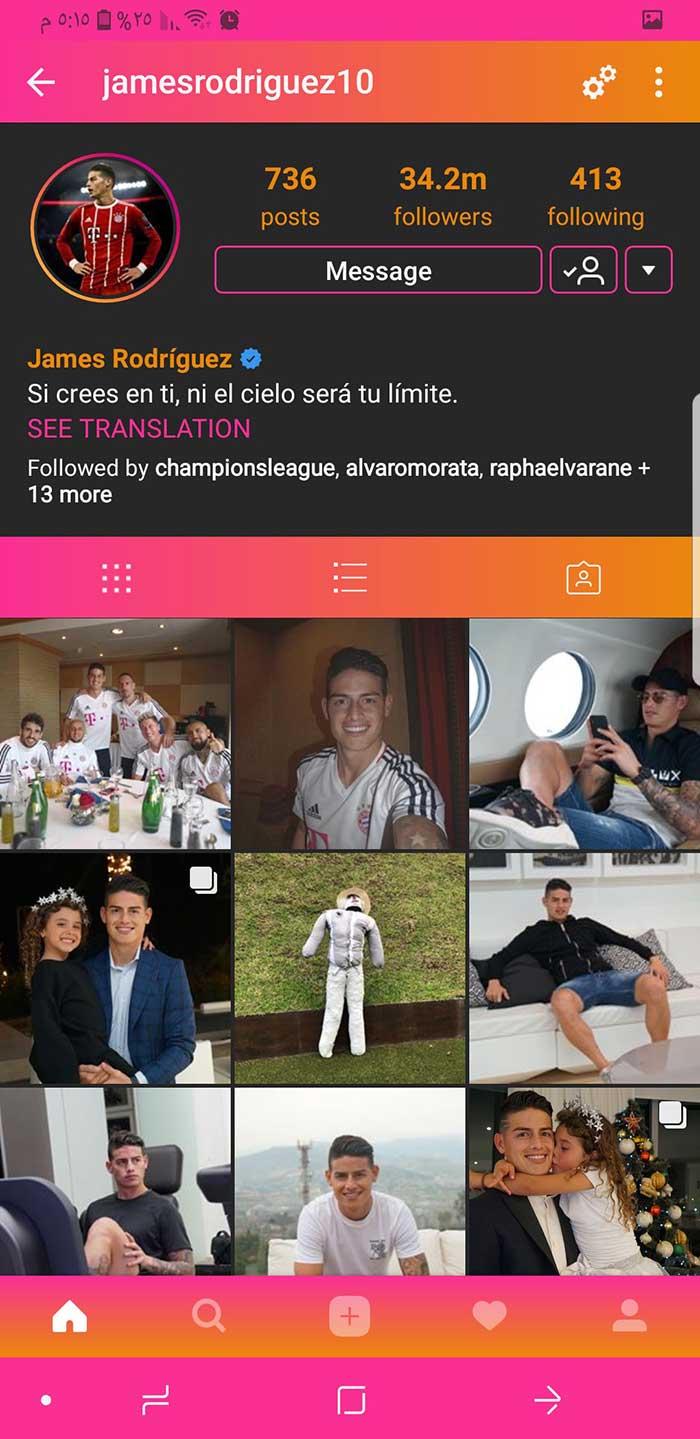 م ٥:١٥ %٢٥
jamesrodriguez10
736 34.2m 413
posts followers following
Message
James Rodríguez
Si crees en ti, ni el cielo será tu límite.
SEE TRANSLATION
Followed by championsleague, alvaromorata, raphaelvarane +
13 more